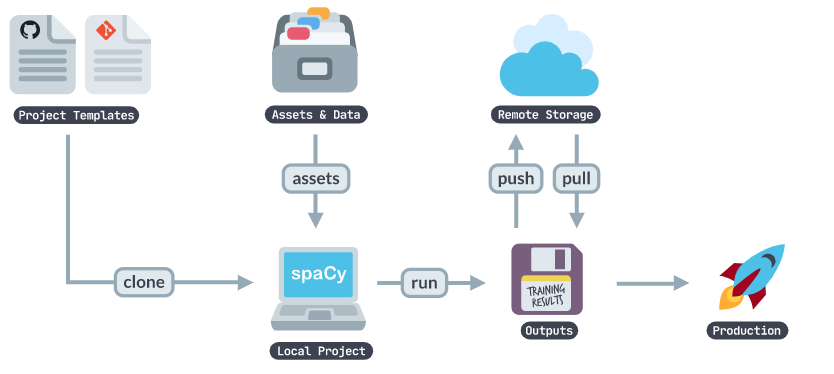 Project Templates
Assets & Data
Remote Storage
assets
push
pull
clone
spaCy
run
TRAINING
RESULTS
Local Project
Outputs
Production